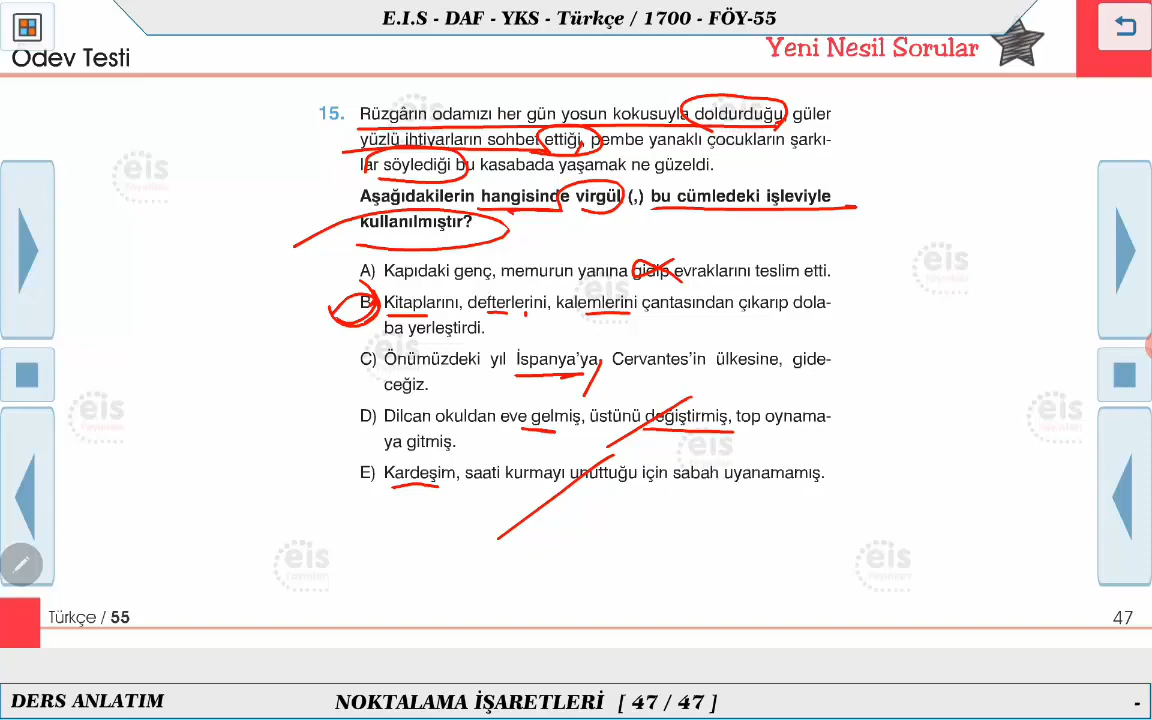 E.I.S - DAF - YKS - Türkçe / 1700 - FÖY-55
Ödev Testi
Yeni Nesil Sorular
15. Rüzgârın odamızı her gün yosun kokusuyla doldurduğu, güler
yüzlü ihtiyarların sohbet ettiği, pembe yanaklı çocukların şarkı-
lar söylediği bu kasabada yaşamak ne güzeldi.
Aşağıdakilerin hangisinde virgül (,) bu cümledeki işleviyle
kullanılmıştır?
A) Kapıdaki genç, memurun yanına gidip evraklarını teslim etti.
B) Kitaplarını, defterlerini, kalemlerini çantasından çıkarıp dola-
ba yerleştirdi.
C) Önümüzdeki yıl İspanya'ya, Cervantes'in ülkesine, gide-
ceğiz.
D) Dilcan okuldan eve gelmiş, üstünü değiştirmiş, top oynama-
ya gitmiş.
E) Kardeşim, saati kurmayı unuttuğu için sabah uyanamamış.
eis
Yayınları
Türkçe / 55
47
DERS ANLATIM
NOKTALAMA İŞARETLERİ [ 47 / 47 ]
-